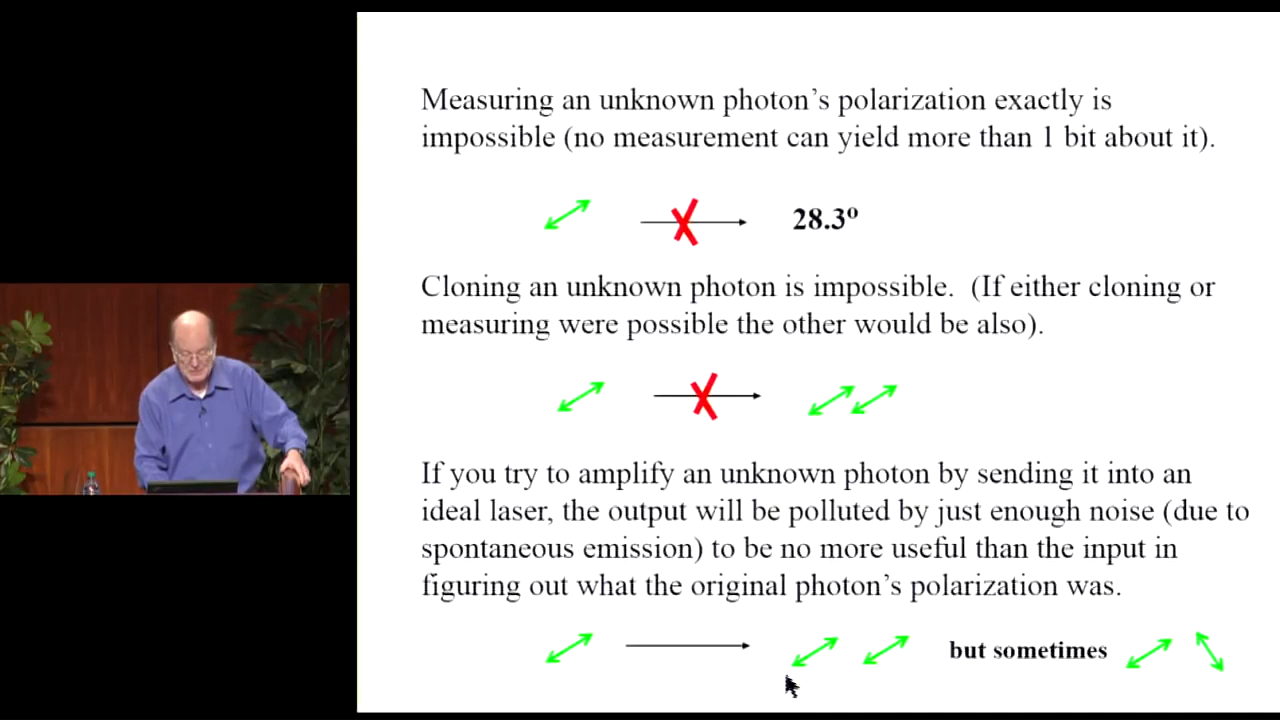 Measuring an unknown photon’s polarization exactly is
impossible (no measurement can yield more than 1 bit about it).
28.3º
Cloning an unknown photon is impossible.  (If either cloning or
measuring were possible the other would be also).
If you try to amplify an unknown photon by sending it into an
ideal laser, the output will be polluted by just enough noise (due to
spontaneous emission) to be no more useful than the input in
figuring out what the original photon’s polarization was.
but sometimes